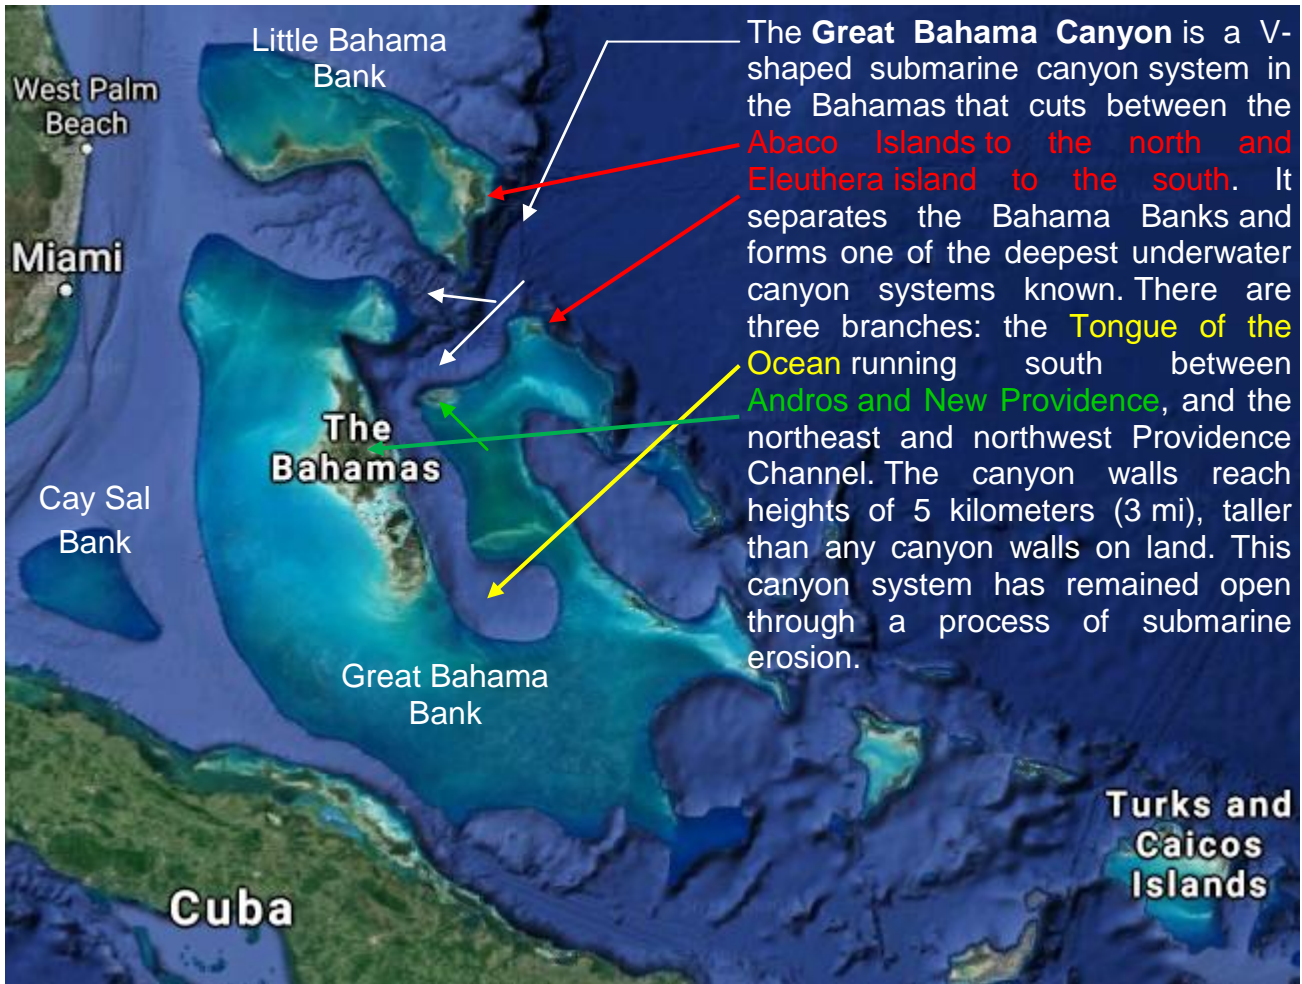 Little Bahama
Bank
West Palm
Beach
Miami
The
Bahamas
Cay Sal
Bank
Great Bahama
Bank
Cuba
Turks and
Caicos
Islands
The Great Bahama Canyon is a V-
shaped submarine canyon system in
the Bahamas that cuts between the
Abaco Islands to the north and
Eleuthera island to the south. It
separates the Bahama Banks and
forms one of the deepest underwater
canyon systems known. There are
three branches: the Tongue of the
Ocean running south between
Andros and New Providence, and the
northeast and northwest Providence
Channel. The canyon walls reach
heights of 5 kilometers (3 mi), taller
than any canyon walls on land. This
canyon system has remained open
through a process of submarine
erosion.